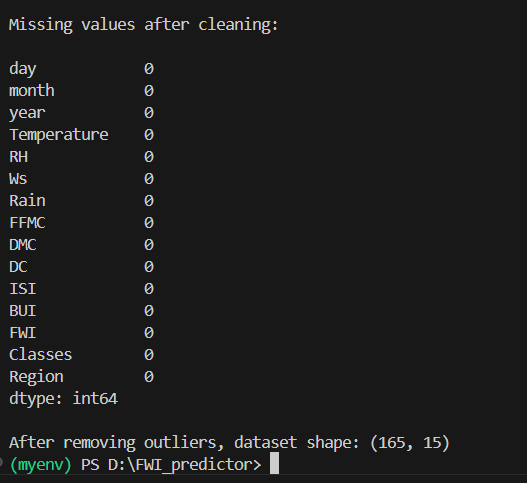 Missing values after cleaning:
day 0
month 0
year 0
Temperature 0
RH 0
Ws 0
Rain 0
FFMC 0
DMC 0
DC 0
ISI 0
BUI 0
FWI 0
Classes 0
Region 0
dtype: int64
After removing outliers, dataset shape: (165, 15)
(myenv) PS D:\FWI_predictor>